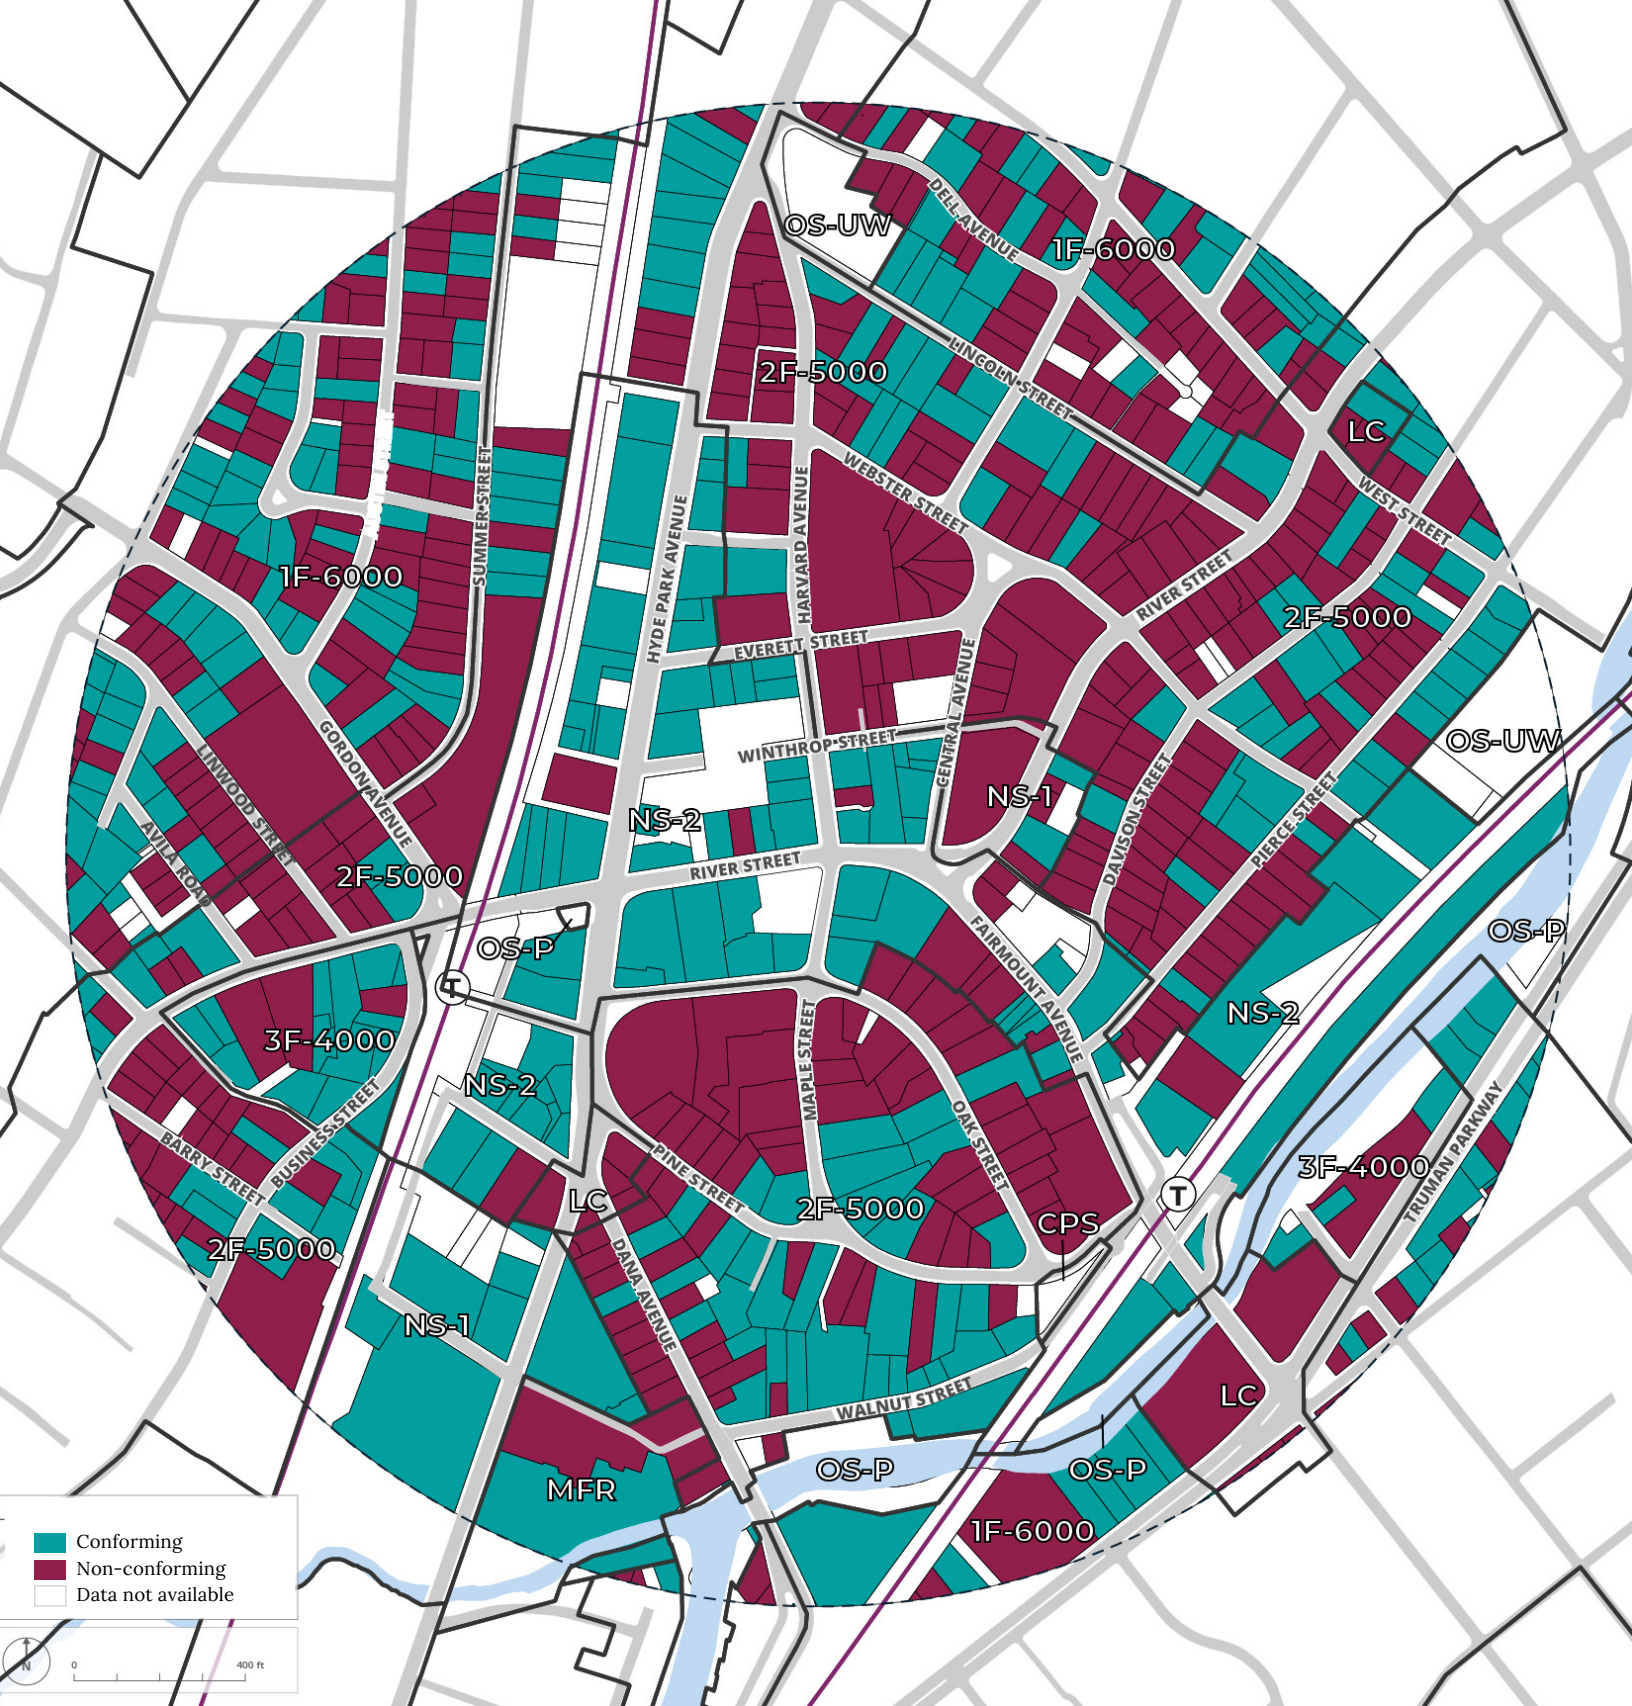 DELL AVENUE
OS-UW
1F-6000
LINCOLN STREET
2F-5000
LC
WEST STREET
WEBSTER STREET
SUMMER STREET
HYDE PARK AVENUE
HARVARD AVENUE
1F-6000
RIVER STREET
2F-5000
EVERETT STREET
CENTRAL AVENUE
WINTHROP STREET
OS-UW
GORDON AVENUE
LINWOOD STREET
NS-1
NS-2
DAVISON STREET
PIERCE STREET
AVILA ROAD
2F-5000
RIVER STREET
OS-P
OS-P
T
FAIRMOUNT AVENUE
NS-2
3F-4000
MAPLE STREET
NS-2
OAK STREET
BUSINESS STREET
BARRY STREET
PINE STREET
3F-4000
TRUMAN PARKWAY
T
LC
2F-5000
CPS
2F-5000
DANA AVENUE
NS-1
WALNUT STREET
LC
OS-P
OS-P
MFR
1F-6000
Conforming
Non-conforming
Data not available
N
0
400 ft